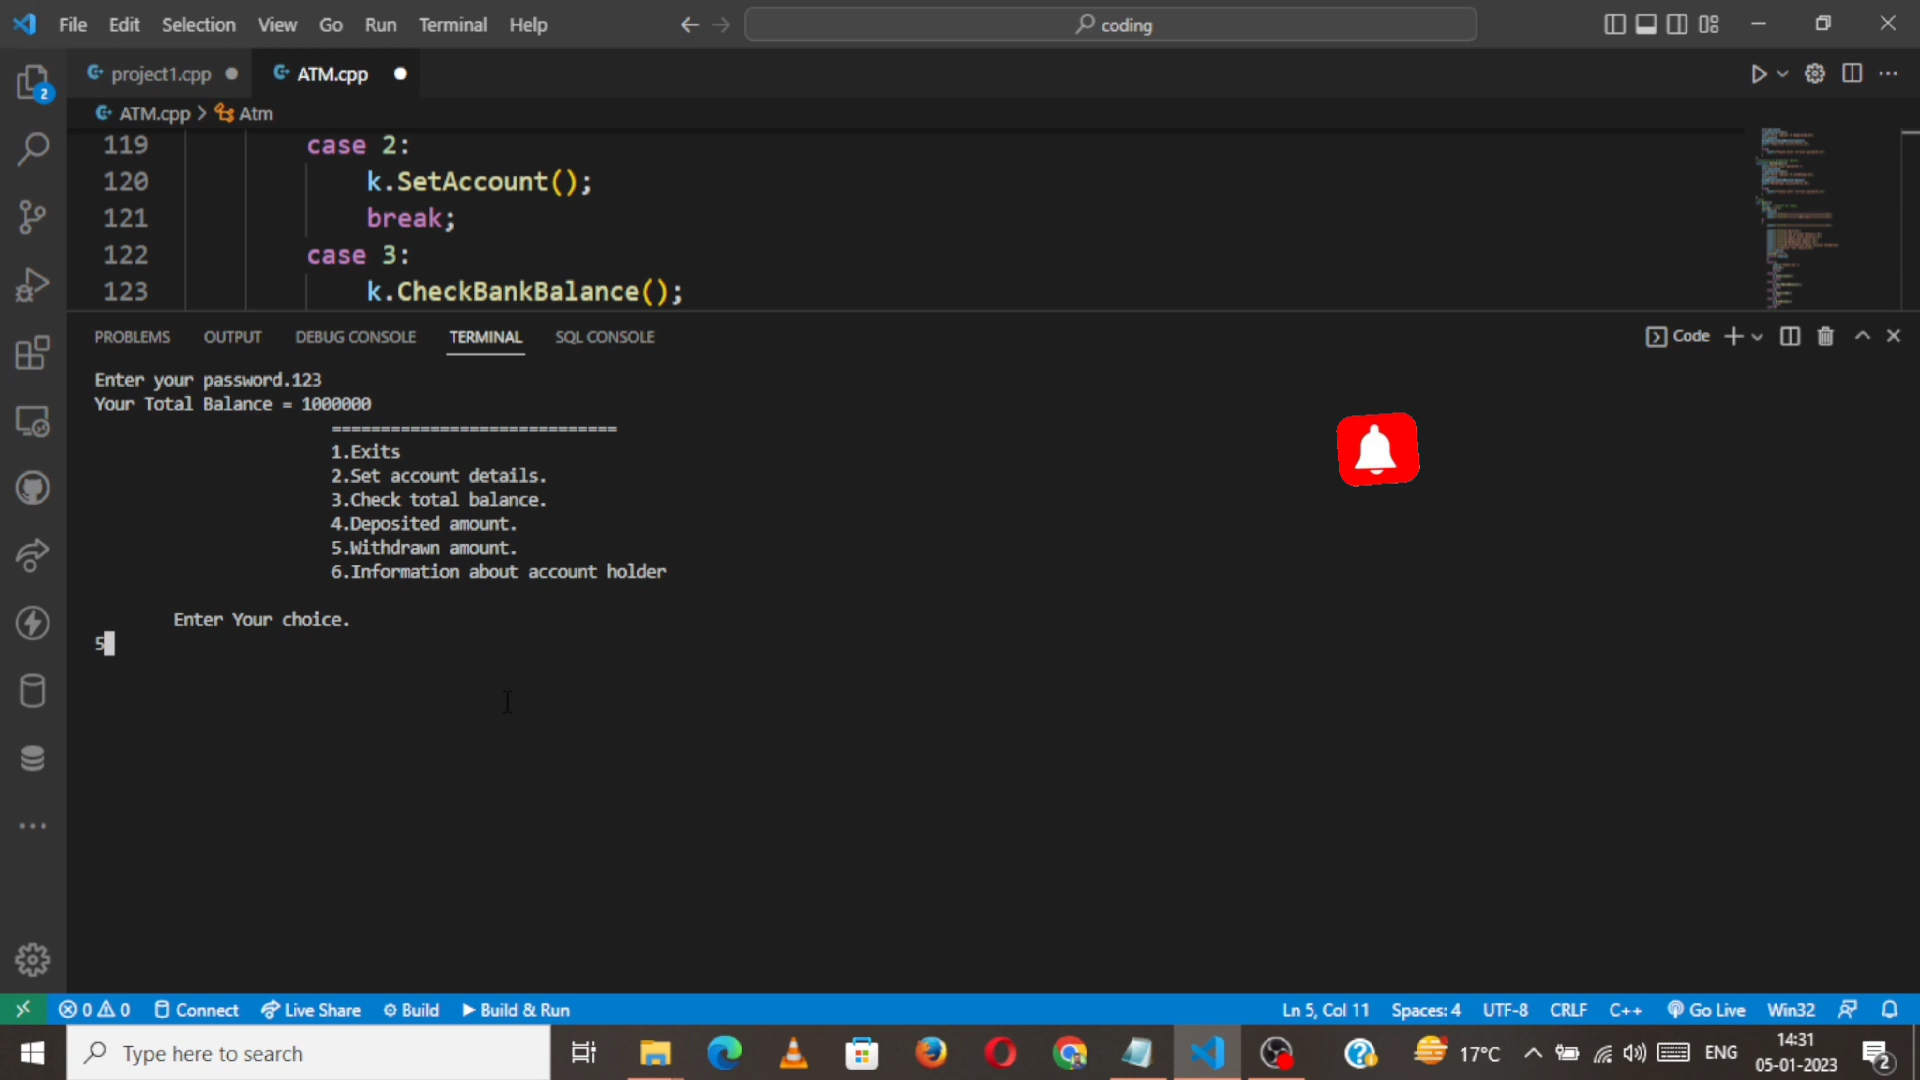 File Edit Selection View Go Run Terminal Help
coding
project1.cpp
ATM.cpp
ATM.cpp > Atm
119 case 2:
120 k.SetAccount();
121 break;
122 case 3:
123 k.CheckBankBalance();
2
PROBLEMS OUTPUT DEBUG CONSOLE TERMINAL SQL CONSOLE
Code
Enter your password.123
Your Total Balance = 1000000
=============================
1.Exits
2.Set account details.
3.Check total balance.
4.Deposited amount.
5.Withdrawn amount.
6.Information about account holder
Enter Your choice.
5
0 0 Connect Live Share Build Build & Run
Ln 5, Col 11 Spaces: 4 UTF-8 CRLF C++ Go Live Win32
Type here to search
17°C ENG
14:31
05-01-2023
2